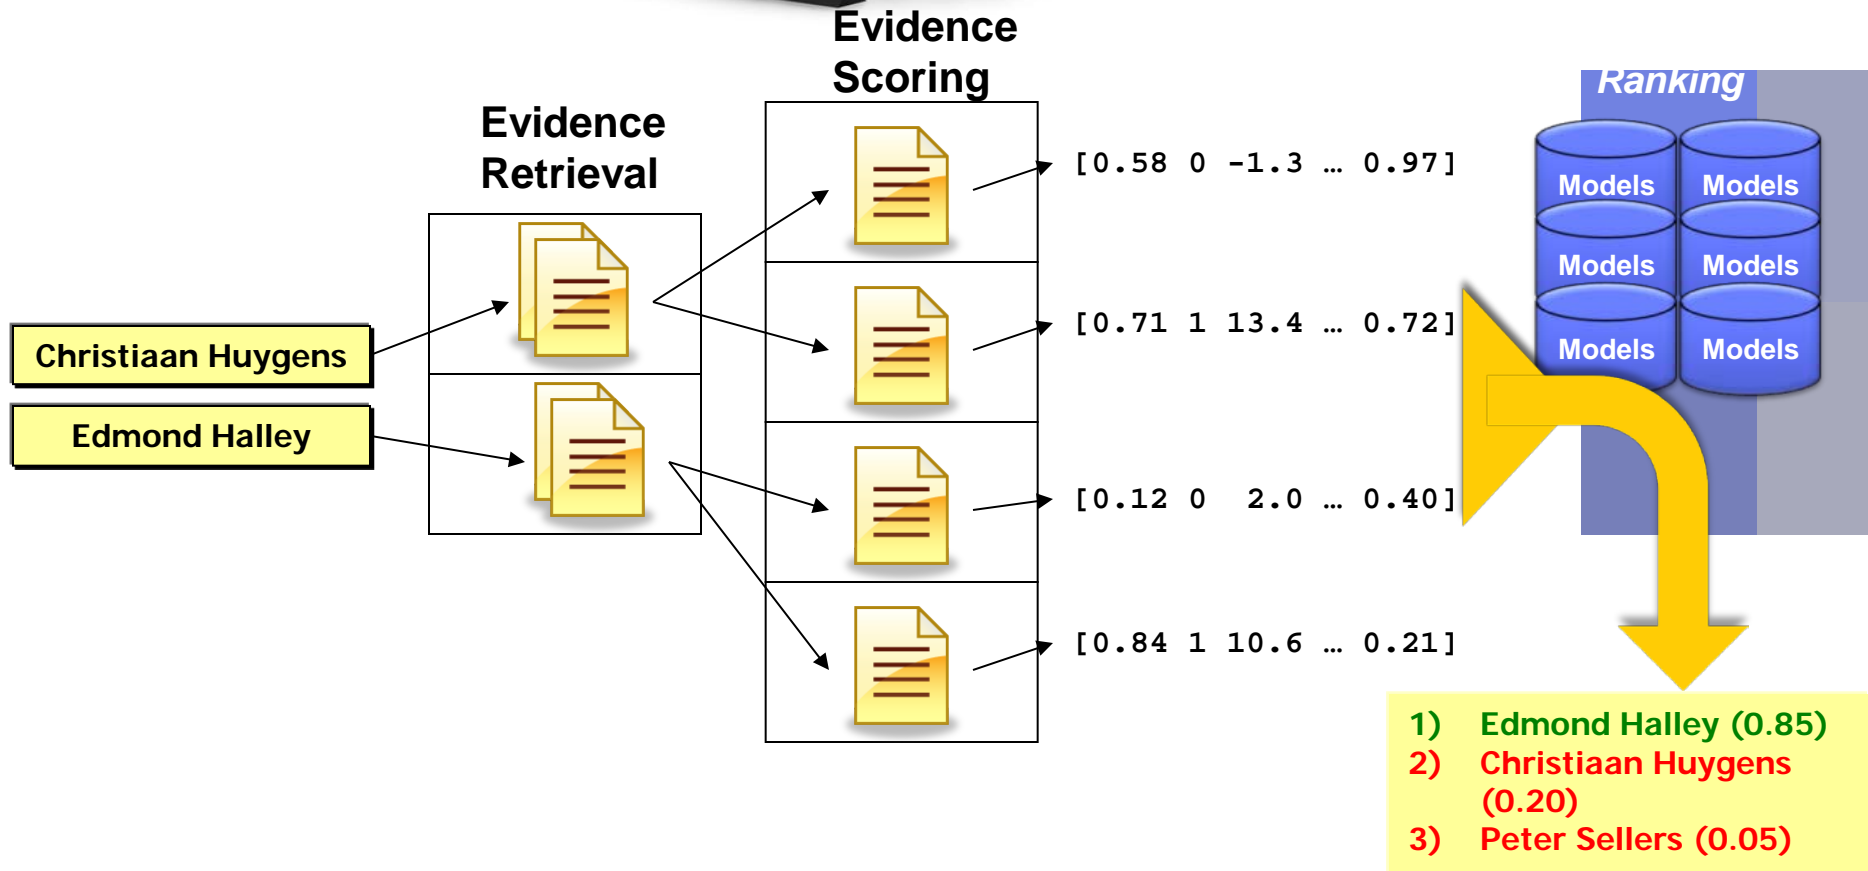 Evidence
Scoring
Ranking
Evidence
Retrieval
[0.58 0 -1.3 … 0.97]
Models Models
Models Models
[0.71 1 13.4 … 0.72]
Models Models
Christiaan Huygens
Edmond Halley
[0.12 0 2.0 … 0.40]
[0.84 1 10.6 … 0.21]
1) Edmond Halley (0.85)
2) Christiaan Huygens
(0.20)
3) Peter Sellers (0.05)